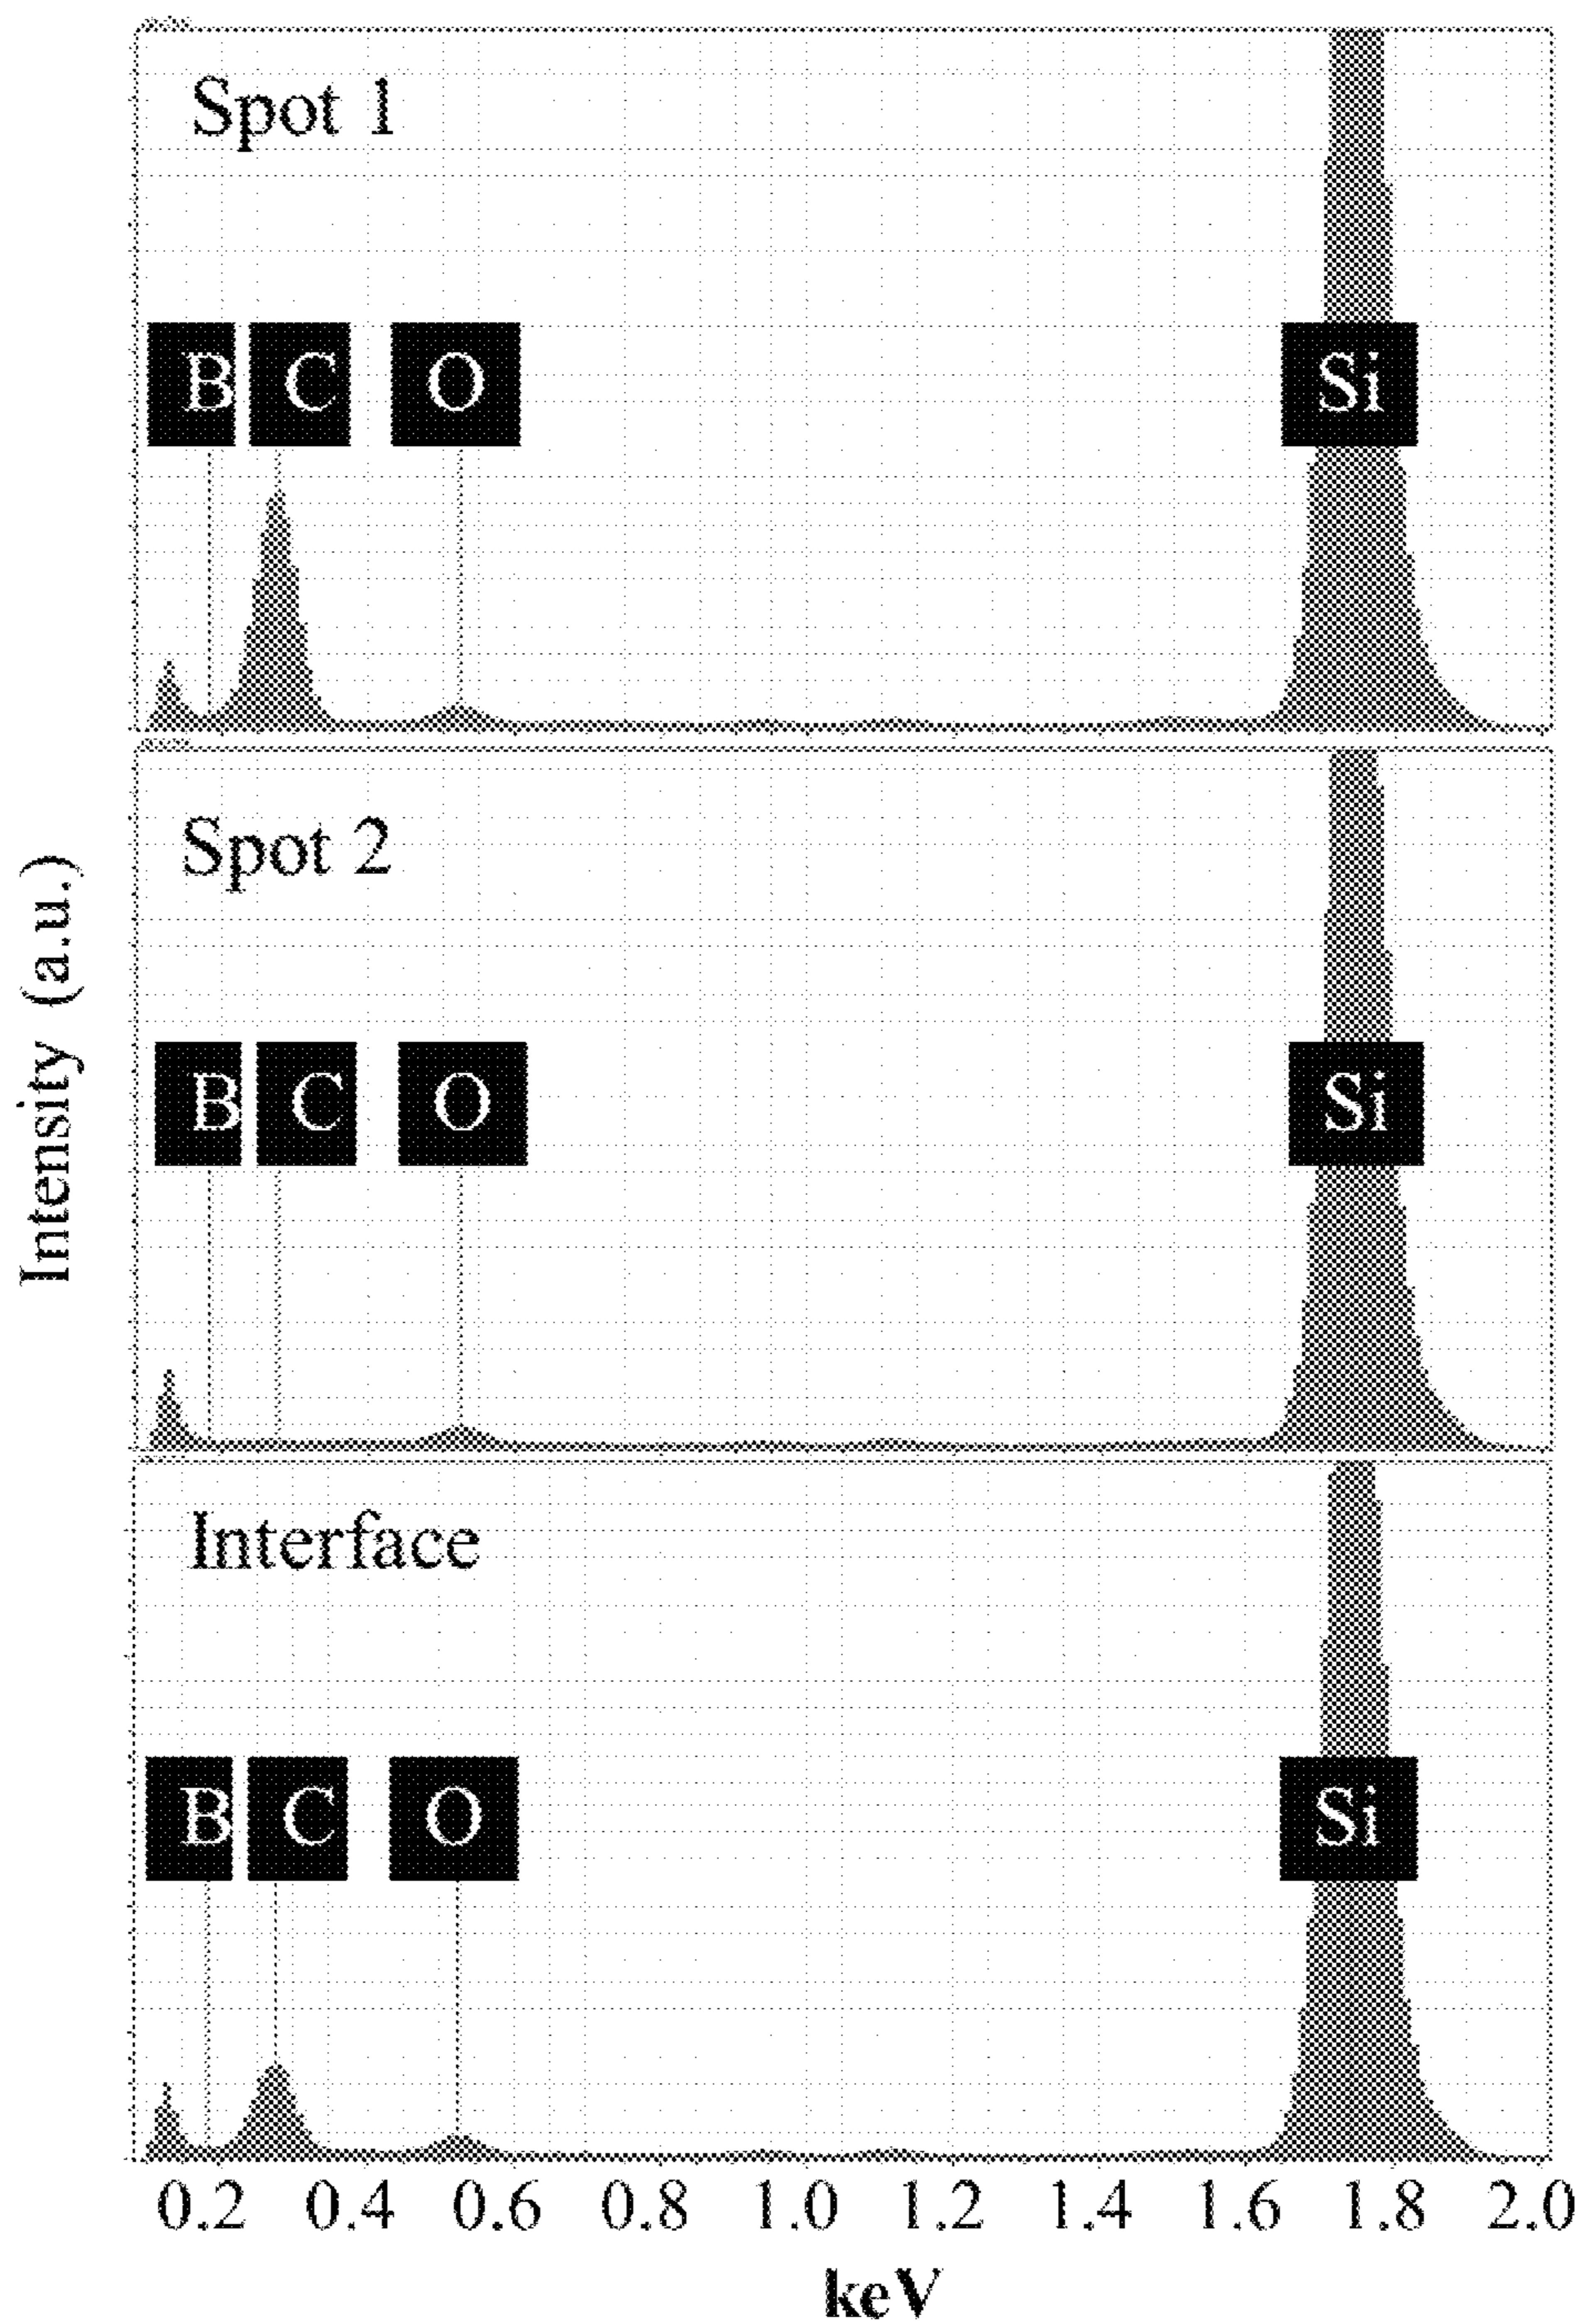 Spot 1
B C O Si
Spot 2
B C O Si
Interface
B C O Si
0.2 0.4 0.6 0.8 1.0 1.2 1.4 1.6 1.8 2.0
keV
Intensity (a.u.)